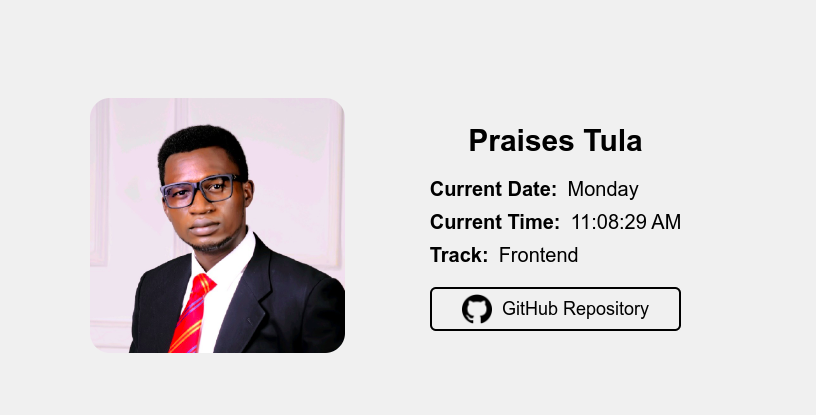 Praises Tula
Current Date: Monday
Current Time: 11:08:29 AM
Track: Frontend
GitHub Repository